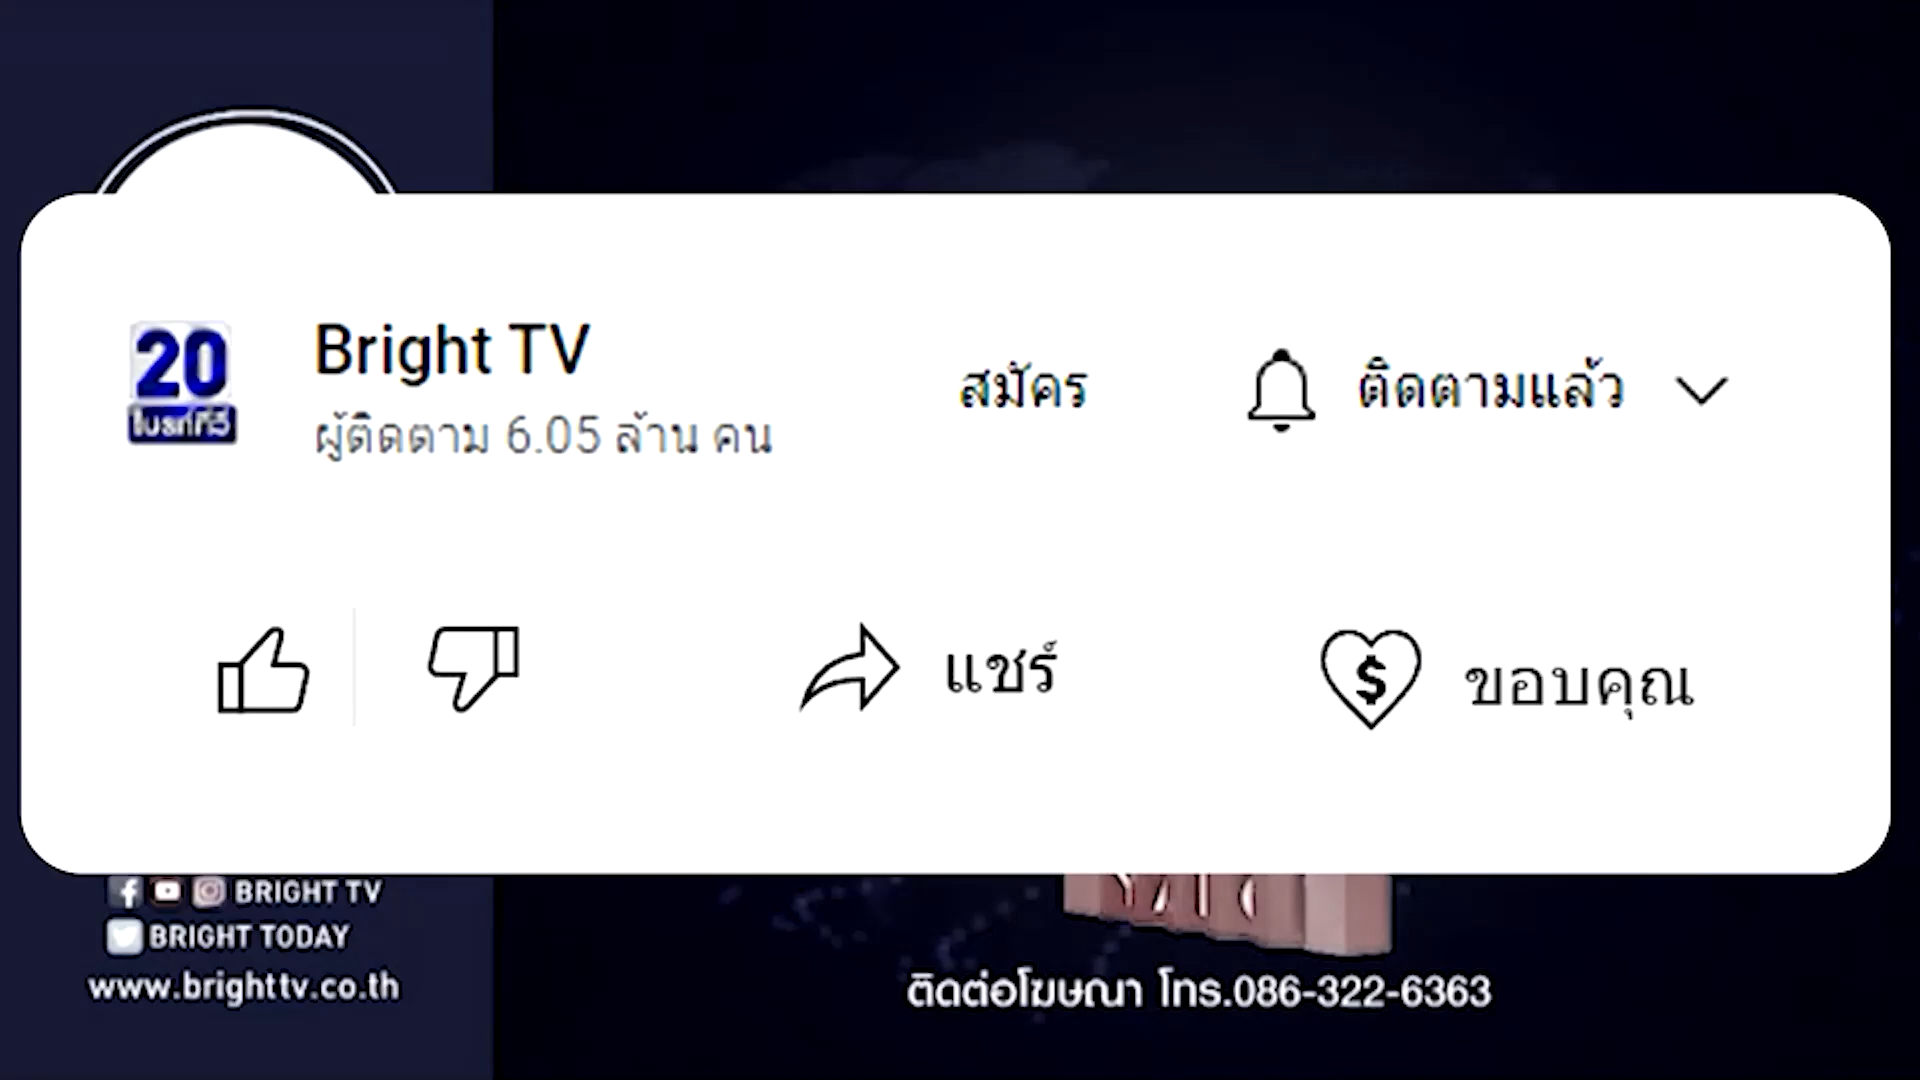 20
ไบรท์ทีวี
Bright TV
ผู้ติดตาม 6.05 ล้าน คน
สมัคร
ติดตามแล้ว
แชร์
ขอบคุณ
BRIGHT TV
BRIGHT TODAY
www.brighttv.co.th
ติดต่อโฆษณา โทร.086-322-6363